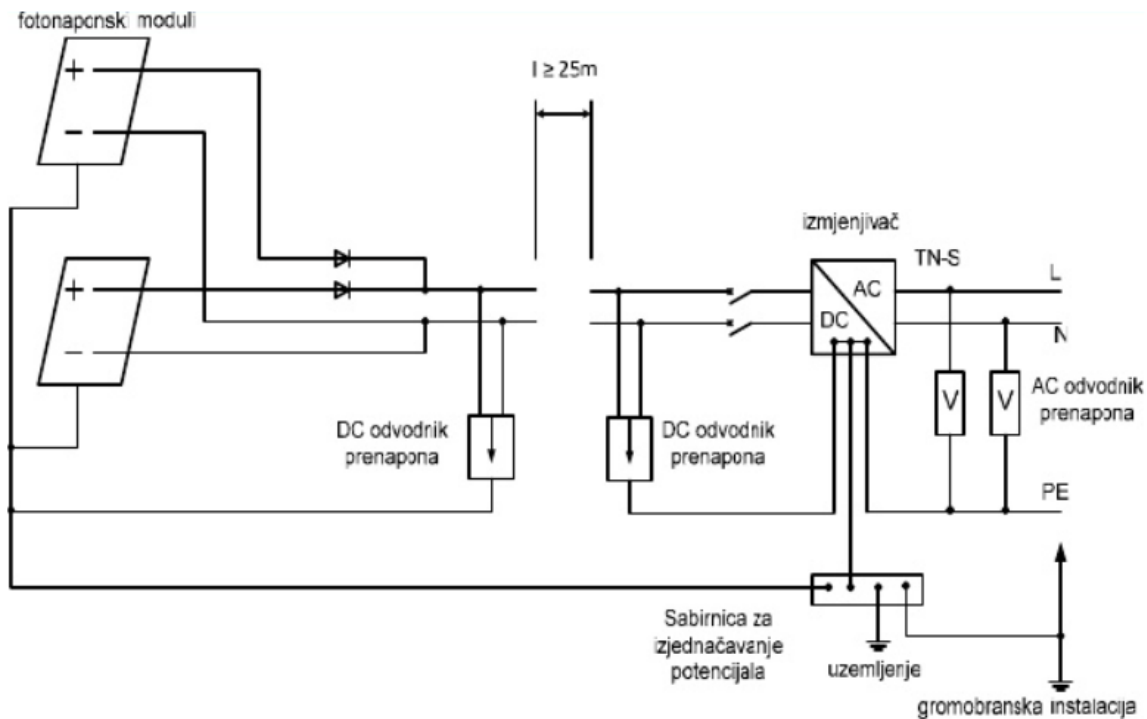 fotonaponski moduli
l ≥ 25m
+
−
izmjenjivač
TN-S
L
+
AC
DC
N
−
V
V
AC odvodnik
prenapona
DC odvodnik
prenapona
DC odvodnik
prenapona
PE
Sabirnica za
izjednačavanje
potencijala
uzemljenje
gromobranska instalacija